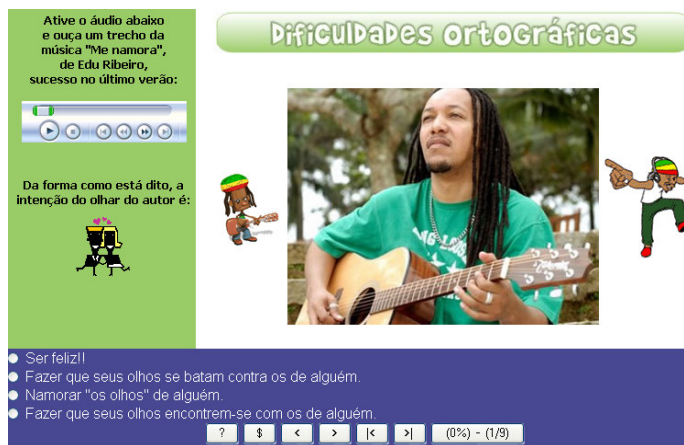 Ative o áudio abaixo
e ouça um trecho da
música "Me namora",
de Edu Ribeiro,
sucesso no último verão:
Da forma como está dito, a
intenção do olhar do autor é:
Dificuldades ortográficas
Ser feliz!!
Fazer que seus olhos se batam contra os de alguém.
Namorar "os olhos" de alguém.
Fazer que seus olhos encontrem-se com os de alguém.
? $ < > |< >| (0%) - (1/9)